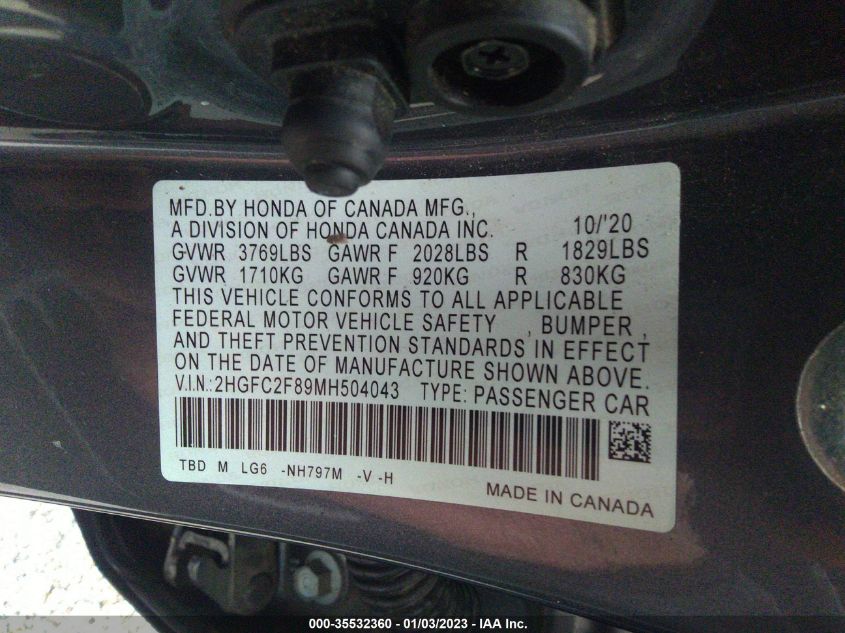 MFD.BY HONDA OF CANADA MFG.,
A DIVISION OF HONDA CANADA INC. 10/'20
GVWR 3769LBS GAWR F 2028LBS R 1829LBS
GVWR 1710KG GAWR F 920KG R 830KG
THIS VEHICLE CONFORMS TO ALL APPLICABLE
FEDERAL MOTOR VEHICLE SAFETY , BUMPER ,
AND THEFT PREVENTION STANDARDS IN EFFECT
ON THE DATE OF MANUFACTURE SHOWN ABOVE.
V.I.N.:2HGFC2F89MH504043 TYPE: PASSENGER CAR
TBD M LG6 -NH797M -V -H
MADE IN CANADA
000-35532360 - 01/03/2023 - IAA Inc.